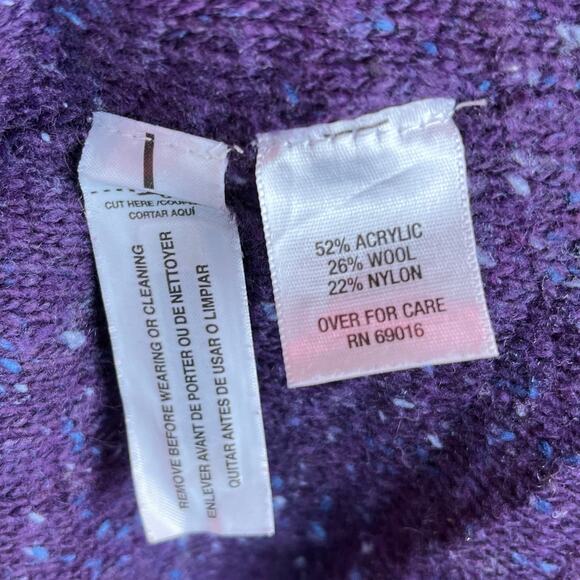 CUT HERE /COUP
CORTAR AQUÍ
REMOVE BEFORE WEARING OR CLEANING
ENLEVER AVANT DE PORTER OU DE NETTOYER
QUITAR ANTES DE USAR O LIMPIAR
52% ACRYLIC
26% WOOL
22% NYLON
OVER FOR CARE
RN 69016